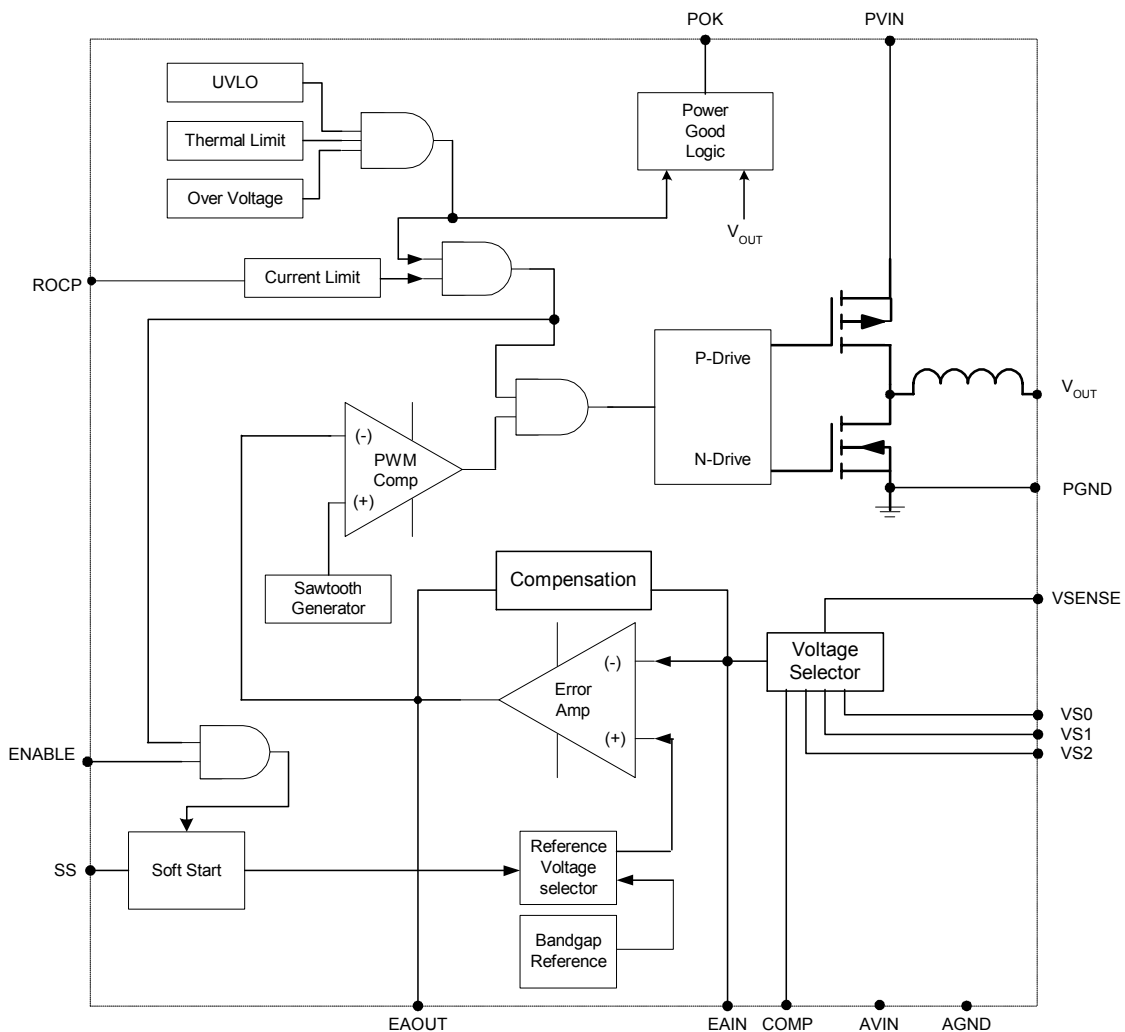 POK
PVIN
UVLO
Thermal Limit
Over Voltage
Power
Good
Logic
V_OUT
ROCP
Current Limit
P-Drive
N-Drive
V_OUT
PGND
(-)
PWM
Comp
(+)
Sawtooth
Generator
Compensation
VSENSE
Voltage
Selector
(-)
Error
Amp
(+)
VS0
VS1
VS2
ENABLE
SS
Soft Start
Reference
Voltage
selector
Bandgap
Reference
EAOUT
EAIN
COMP
AVIN
AGND